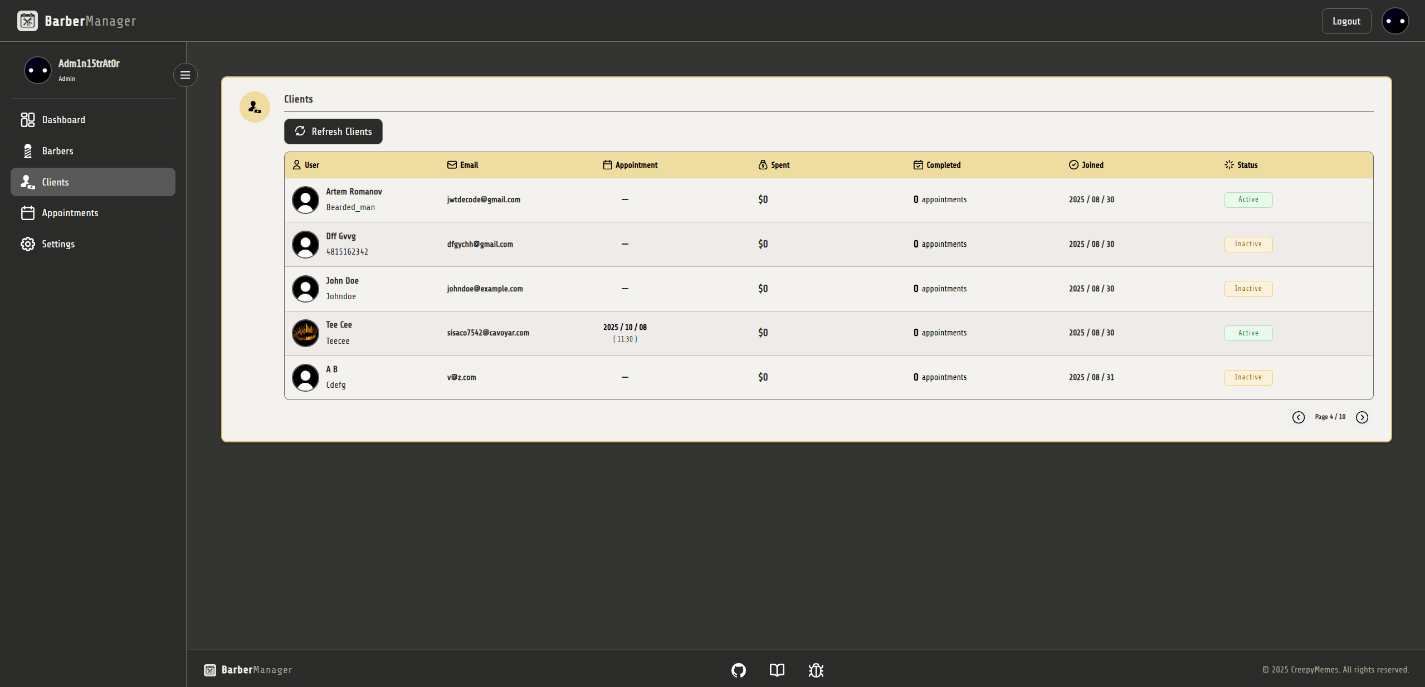 BarberManager
Logout
Adm1n15trAt0r
Admin
Dashboard
Barbers
Clients
Appointments
Settings
Clients
Refresh Clients
User Email Appointment Spent Completed Joined Status
Artem Romanov
Bearded_man
jwtdecode@gmail.com — $0 0 appointments 2025 / 08 / 30 Active
Dff Gvvg
4815162342
dfgychh@gmail.com — $0 0 appointments 2025 / 08 / 30 Inactive
John Doe
Johndoe
johndoe@example.com — $0 0 appointments 2025 / 08 / 30 Inactive
Tee Cee
Teecee
sisaco7542@cavoyar.com 2025 / 10 / 08 $0 0 appointments 2025 / 08 / 30 Active
( 11:30 )
A B
Cdefg
v@z.com — $0 0 appointments 2025 / 08 / 31 Inactive
Page 4 / 10
BarberManager
© 2025 CreepyMemes. All rights reserved.